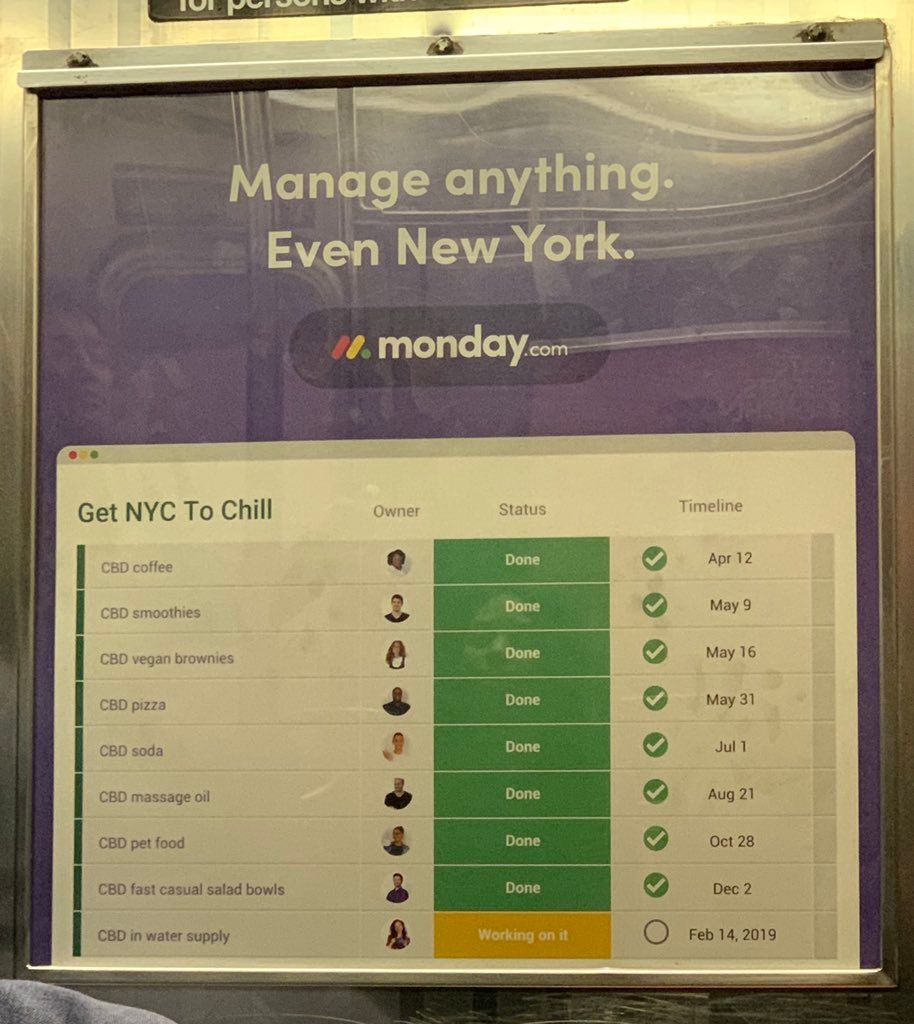 for persons with
Manage anything.
Even New York.
monday.com
Get NYC To Chill Owner Status Timeline
CBD coffee Done Apr 12
CBD smoothies Done May 9
CBD vegan brownies Done May 16
CBD pizza Done May 31
CBD soda Done Jul 1
CBD massage oil Done Aug 21
CBD pet food Done Oct 28
CBD fast casual salad bowls Done Dec 2
CBD in water supply Working on it Feb 14, 2019